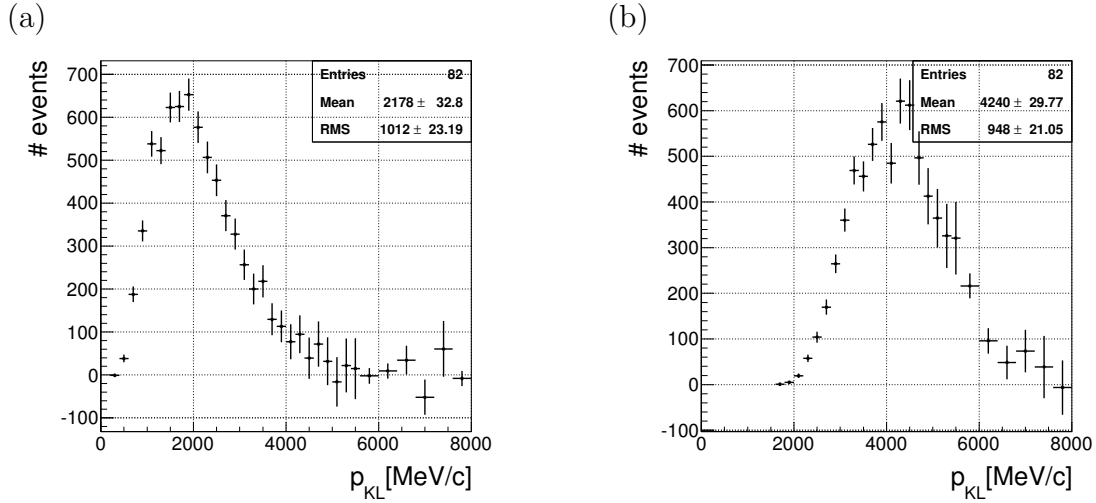 (a)
# events
700
600
500
400
300
200
100
0
-100
0 2000 4000 6000 8000
p_KL[MeV/c]
Entries 82
Mean 2178 ± 32.8
RMS 1012 ± 23.19
(b)
# events
700
600
500
400
300
200
100
0
-100
0 2000 4000 6000 8000
p_KL[MeV/c]
Entries 82
Mean 4240 ± 29.77
RMS 948 ± 21.05